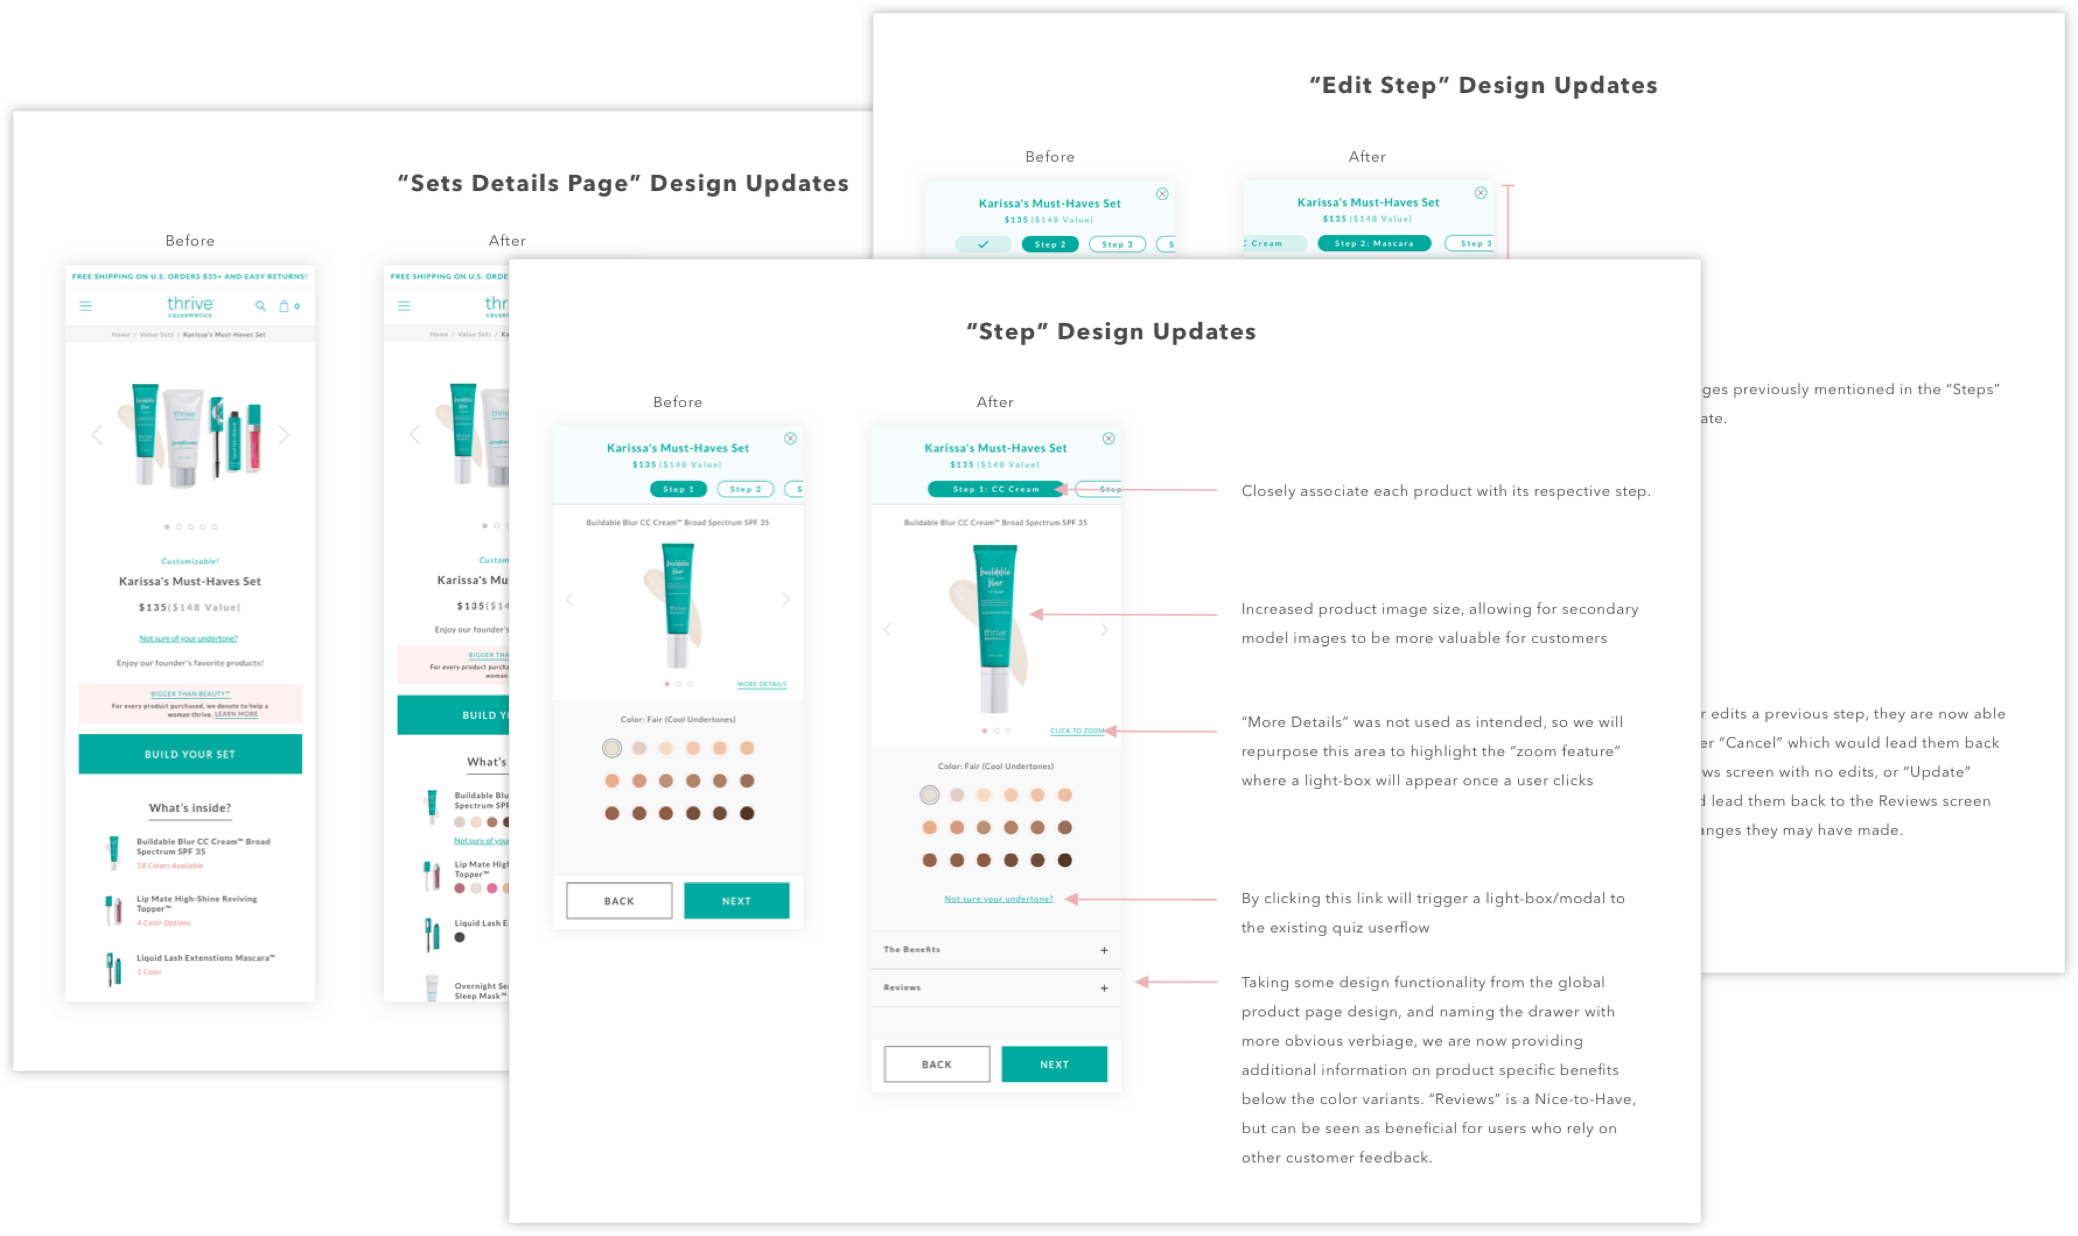 “Sets Details Page” Design Updates
Before
FREE SHIPPING ON U.S. ORDERS $35+ AND EASY RETURNS!
thrive
causemetics
0
Home / Value Sets / Karissa's Must-Haves Set
Customizable!
Karissa's Must-Haves Set
$135($148 Value)
Not sure of your undertone?
Enjoy our founder's favorite products!
BIGGER THAN BEAUTY™
For every product purchased, we donate to help a
woman thrive. LEARN MORE
BUILD YOUR SET
What's inside?
Buildable Blur CC Cream™ Broad
Spectrum SPF 35
18 Colors Available
Lip Mate High-Shine Reviving
Topper™
4 Color Options
Liquid Lash Extenstions Mascara™
1 Color
After
FREE SHIPPING ON U.S. ORDE
thr
causem
Home / Value Sets / Ka
Custom
Karissa's Mu
$135($14
Enjoy our founder's
BIGGER THA
For every product purcha
woman
BUILD Y
What's
Buildable Blu
Spectrum SPF
Not sure of your
Lip Mate High
Topper™
Liquid Lash E
Overnight Se
Sleep Mask™
“Edit Step” Design Updates
Before
Karissa's Must-Haves Set
$135 ($148 Value)
Step 2
Step 3
S
After
Karissa's Must-Haves Set
$135 ($148 Value)
C Cream
Step 2: Mascara
Step 3
ges previously mentioned in the “Steps”
ate.
r edits a previous step, they are now able
er “Cancel” which would lead them back
ws screen with no edits, or “Update”
d lead them back to the Reviews screen
anges they may have made.
“Step” Design Updates
Before
Karissa's Must-Haves Set
$135 ($148 Value)
Step 1
Step 2
S
Buildable Blur CC Cream™ Broad Spectrum SPF 35
buildable
blur
thrive
MORE DETAILS
Color: Fair (Cool Undertones)
BACK
NEXT
After
Karissa's Must-Haves Set
$135 ($148 Value)
Step 1: CC Cream
Step
Buildable Blur CC Cream™ Broad Spectrum SPF 35
buildable
blur
thrive
CLICK TO ZOOM
Color: Fair (Cool Undertones)
Not sure your undertone?
The Benefits +
Reviews +
BACK
NEXT
Closely associate each product with its respective step.
Increased product image size, allowing for secondary
model images to be more valuable for customers
“More Details” was not used as intended, so we will
repurpose this area to highlight the “zoom feature”
where a light-box will appear once a user clicks
By clicking this link will trigger a light-box/modal to
the existing quiz userflow
Taking some design functionality from the global
product page design, and naming the drawer with
more obvious verbiage, we are now providing
additional information on product specific benefits
below the color variants. “Reviews” is a Nice-to-Have,
but can be seen as beneficial for users who rely on
other customer feedback.